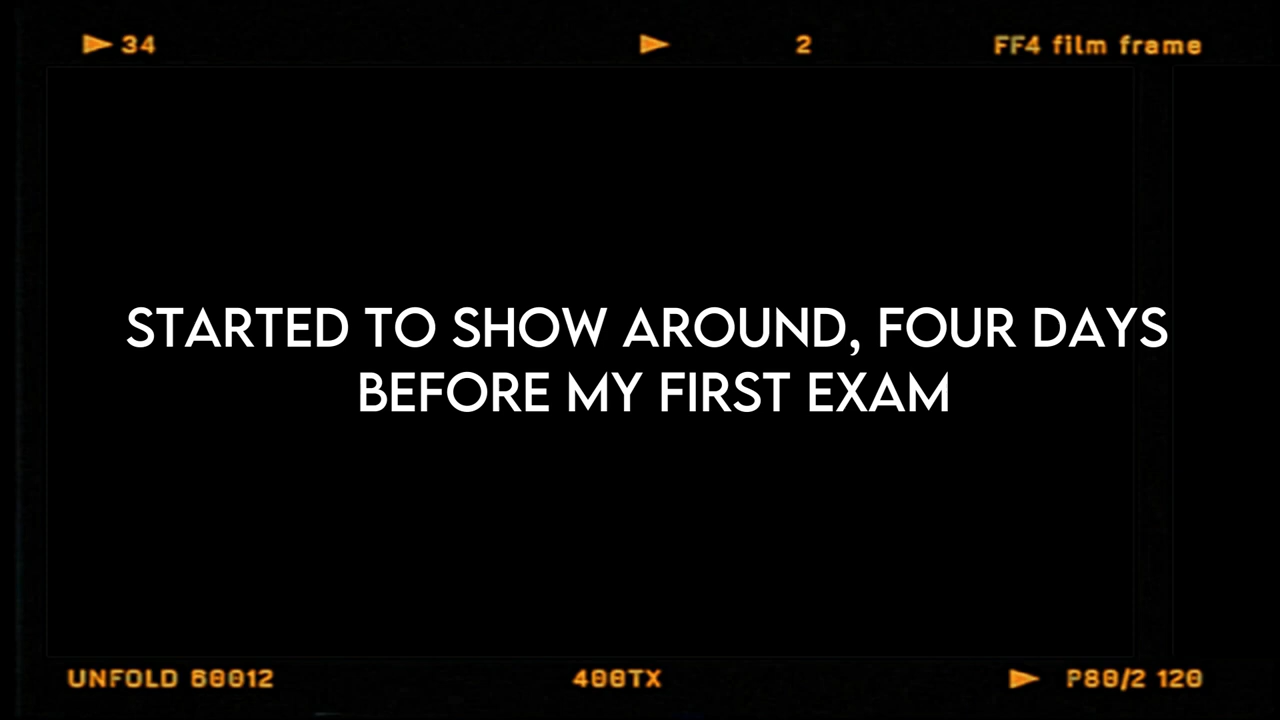 34 2 FF4 film frame
STARTED TO SHOW AROUND, FOUR DAYS
BEFORE MY FIRST EXAM
UNFOLD 60012 400TX P80/2 120